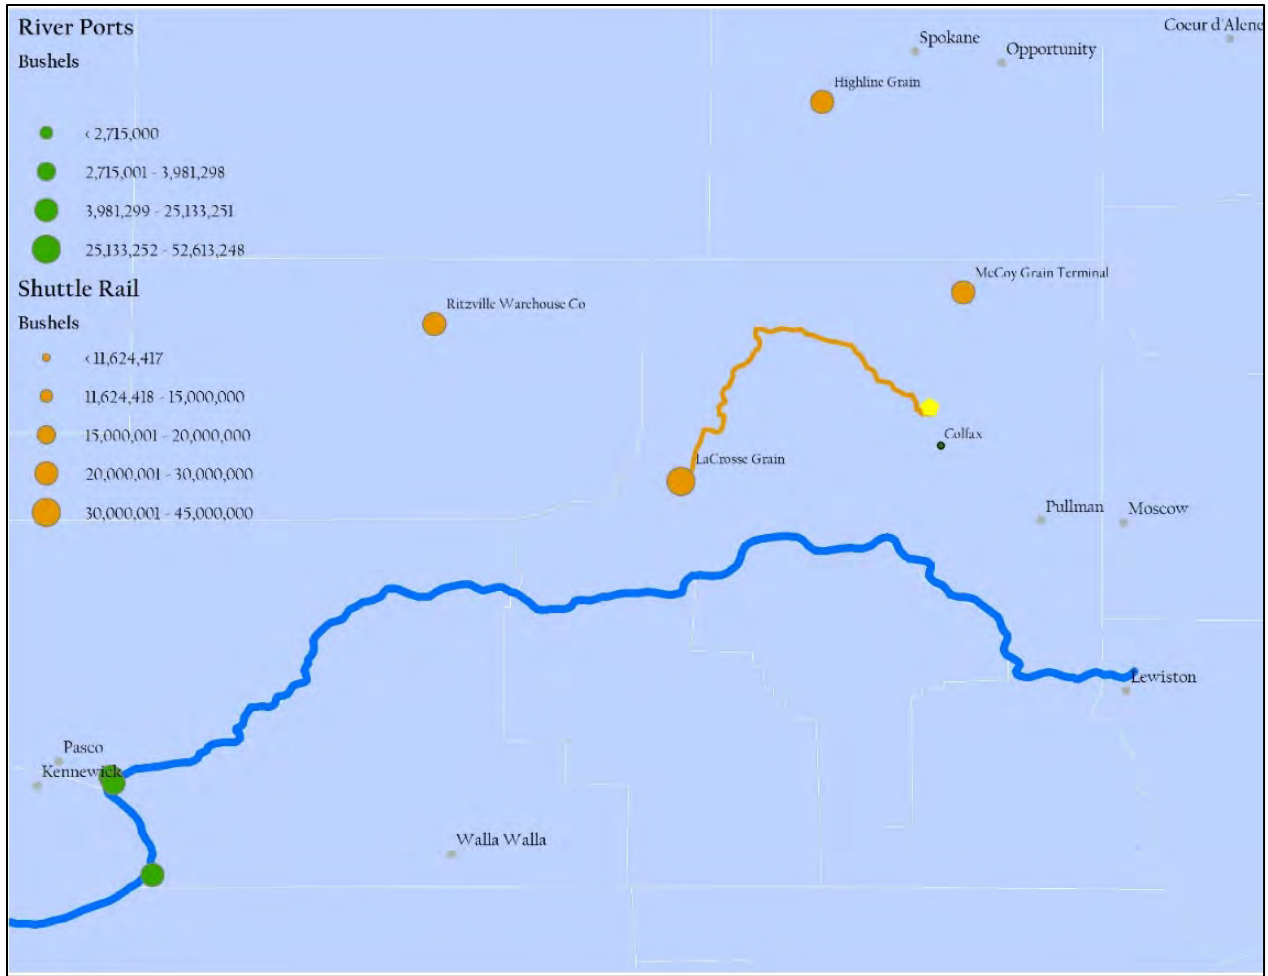 River Ports
Bushels
< 2,715,000
2,715,001 - 3,981,298
3,981,299 - 25,133,251
25,133,252 - 52,613,248
Shuttle Rail
Bushels
< 11,624,417
11,624,418 - 15,000,000
15,000,001 - 20,000,000
20,000,001 - 30,000,000
30,000,001 - 45,000,000
Coeur d'Alene
Spokane
Opportunity
Highline Grain
McCoy Grain Terminal
Ritzville Warehouse Co
Colfax
LaCrosse Grain
Pullman
Moscow
Lewiston
Pasco
Kennewick
Walla Walla